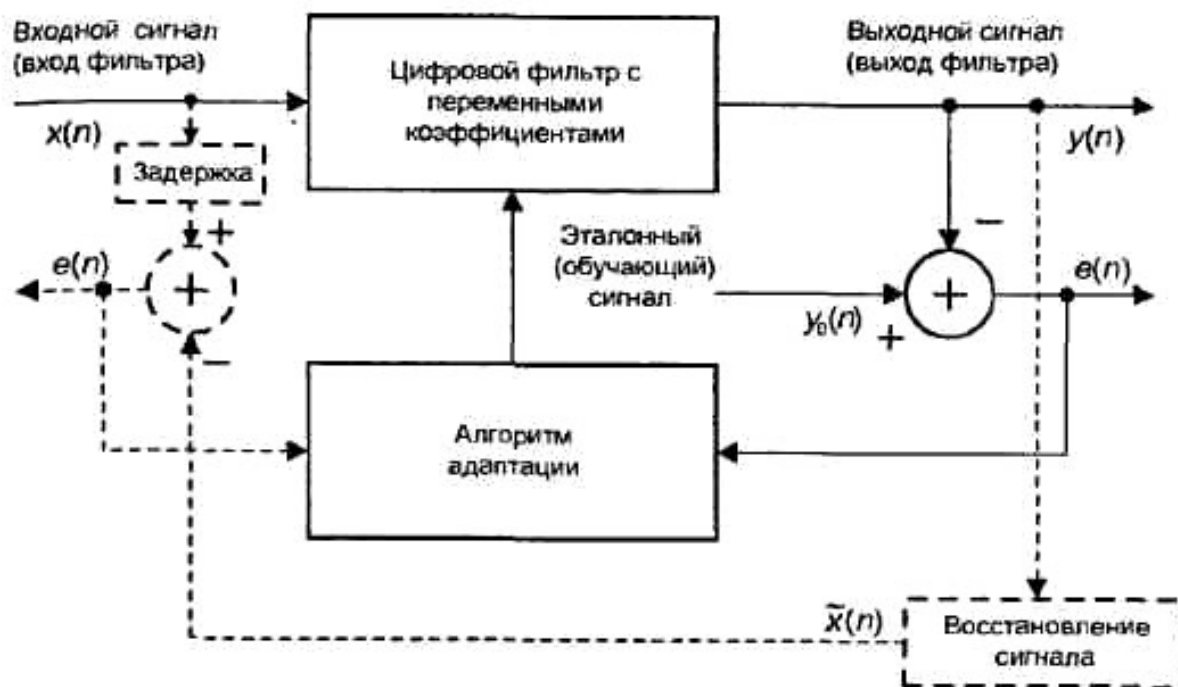 Входной сигнал
(вход фильтра)
x(n)
Задержка
+
e(n)
+
−
Цифровой фильтр с
переменными
коэффициентами
Выходной сигнал
(выход фильтра)
y(n)
Эталонный
(обучающий)
сигнал
y₀(n)
−
+
+
e(n)
Алгоритм
адаптации
x̃(n)
Восстановление
сигнала